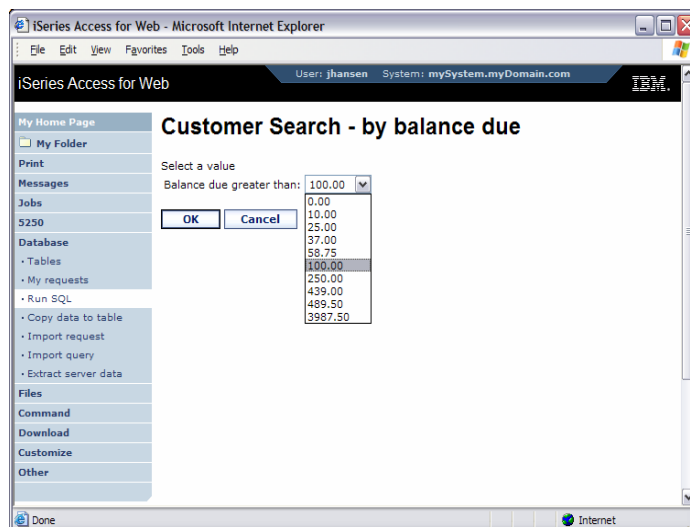 iSeries Access for Web - Microsoft Internet Explorer
File Edit View Favorites Tools Help
iSeries Access for Web
User: jhansen System: mySystem.myDomain.com
IBM.
My Home Page
My Folder
Print
Messages
Jobs
5250
Database
• Tables
• My requests
• Run SQL
• Copy data to table
• Import request
• Import query
• Extract server data
Files
Command
Download
Customize
Other
Customer Search - by balance due
Select a value
Balance due greater than: 100.00
0.00
10.00
25.00
37.00
58.75
100.00
250.00
439.00
489.50
3987.50
OK Cancel
Done
Internet